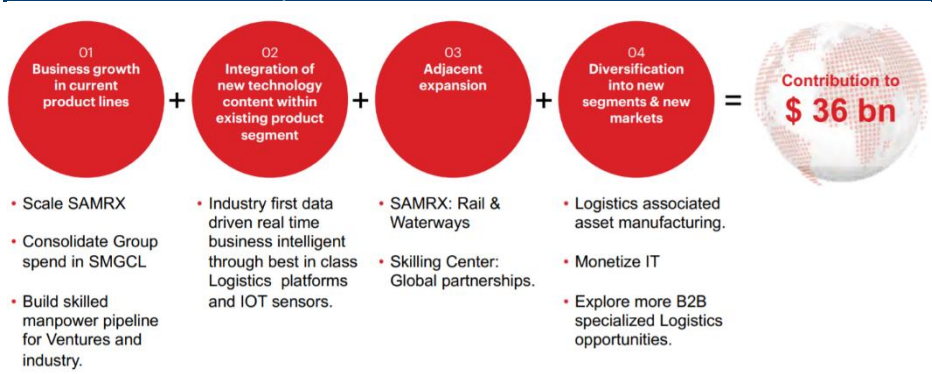 01
Business growth
in current
product lines
+
02
Integration of
new technology
content within
existing product
segment
+
03
Adjacent
expansion
+
04
Diversification
into new
segments & new
markets
=
Contribution to
$ 36 bn
• Scale SAMRX
• Consolidate Group
spend in SMGCL
• Build skilled
manpower pipeline
for Ventures and
industry.
• Industry first data
driven real time
business intelligent
through best in class
Logistics platforms
and IOT sensors.
• SAMRX: Rail &
Waterways
• Skilling Center:
Global partnerships.
• Logistics associated
asset manufacturing.
• Monetize IT
• Explore more B2B
specialized Logistics
opportunities.